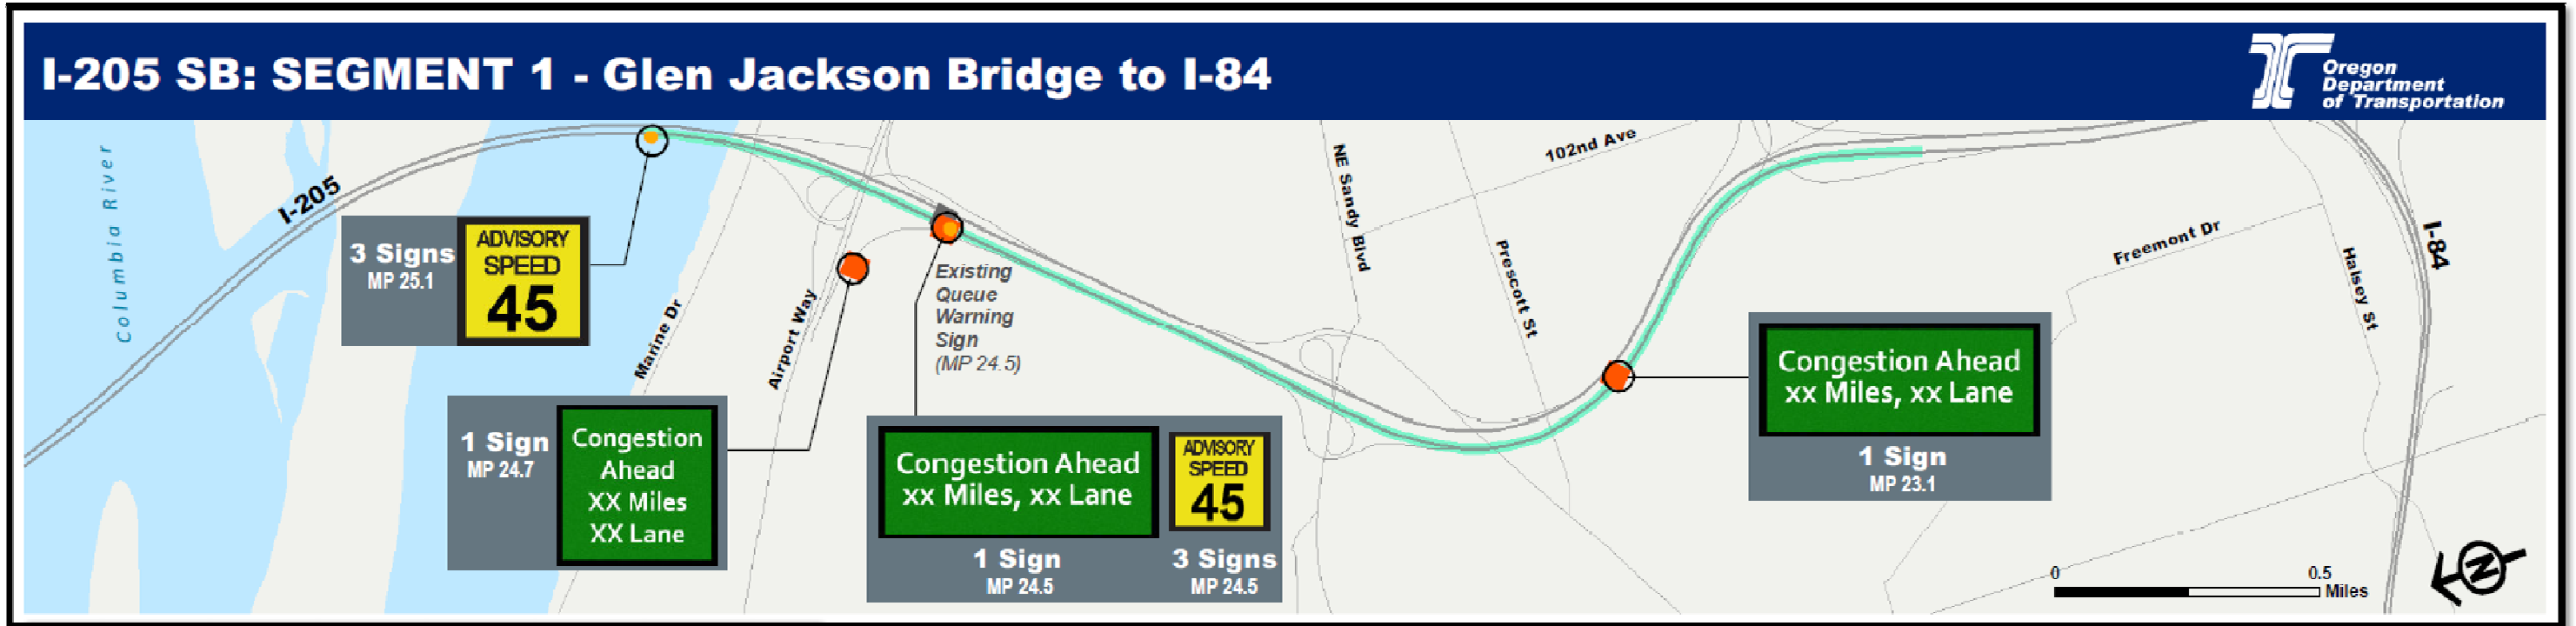 I-205 SB: SEGMENT 1 - Glen Jackson Bridge to I-84
Oregon
Department
of Transportation
Columbia River
I-205
3 Signs
MP 25.1
ADVISORY
SPEED
45
Marine Dr
Airport Way
1 Sign
MP 24.7
Congestion
Ahead
XX Miles
XX Lane
Existing
Queue
Warning
Sign
(MP 24.5)
Congestion Ahead
xx Miles, xx Lane
1 Sign
MP 24.5
ADVISORY
SPEED
45
3 Signs
MP 24.5
NE Sandy Blvd
102nd Ave
Prescott St
Congestion Ahead
xx Miles, xx Lane
1 Sign
MP 23.1
Freemont Dr
Halsey St
I-84
0
0.5
Miles
N